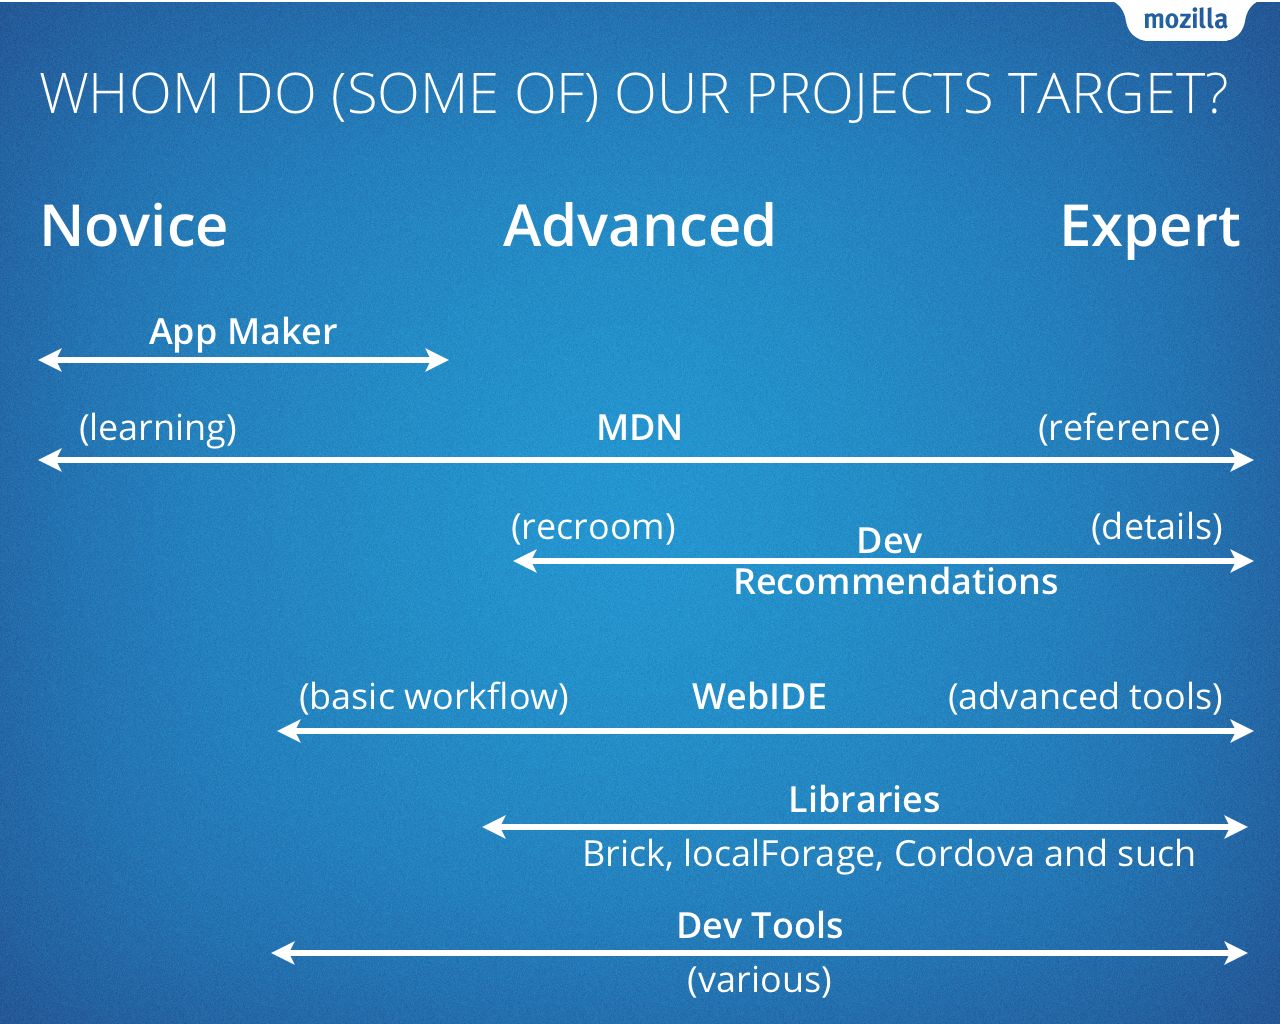 mozilla
WHOM DO (SOME OF) OUR PROJECTS TARGET?
Novice Advanced Expert
App Maker
(learning) MDN (reference)
(recroom) Dev (details)
Recommendations
(basic workflow) WebIDE (advanced tools)
Libraries
Brick, localForage, Cordova and such
Dev Tools
(various)